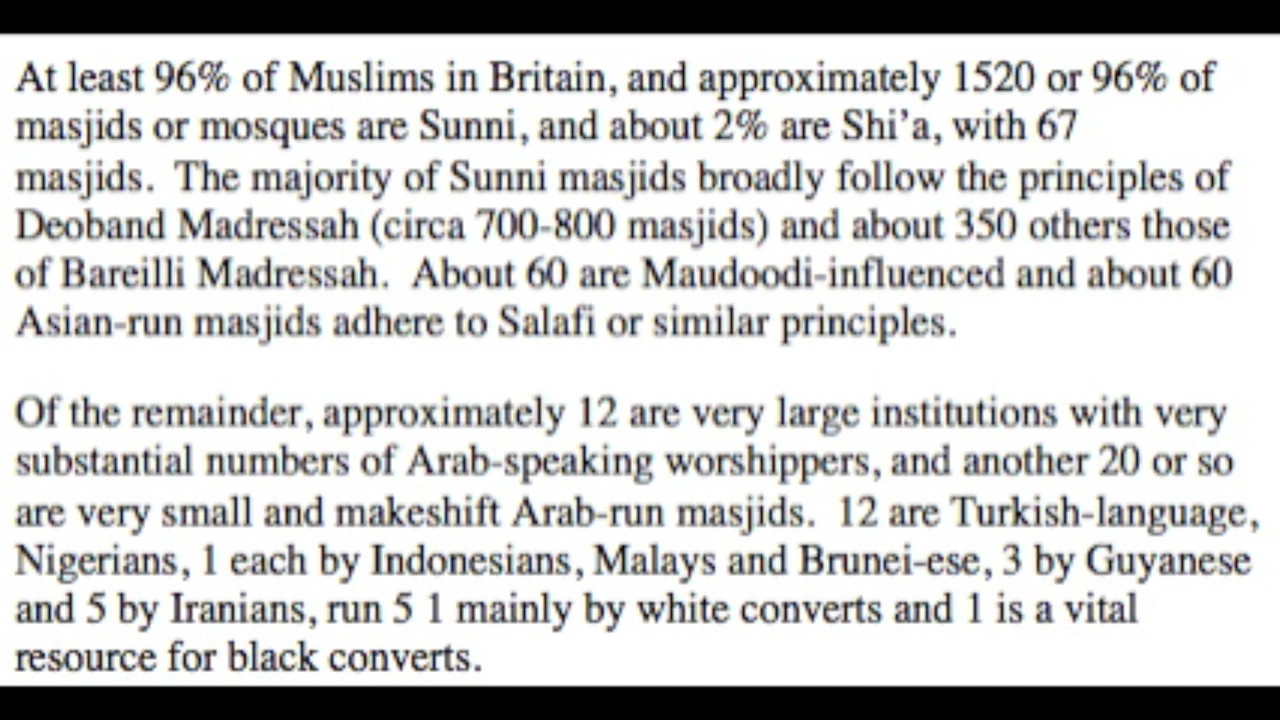 At least 96% of Muslims in Britain, and approximately 1520 or 96% of
masjids or mosques are Sunni, and about 2% are Shi'a, with 67
masjids.  The majority of Sunni masjids broadly follow the principles of
Deoband Madressah (circa 700-800 masjids) and about 350 others those
of Bareilli Madressah.  About 60 are Maudoodi-influenced and about 60
Asian-run masjids adhere to Salafi or similar principles.
Of the remainder, approximately 12 are very large institutions with very
substantial numbers of Arab-speaking worshippers, and another 20 or so
are very small and makeshift Arab-run masjids.  12 are Turkish-language,
Nigerians, 1 each by Indonesians, Malays and Brunei-ese, 3 by Guyanese
and 5 by Iranians, run 5 1 mainly by white converts and 1 is a vital
resource for black converts.